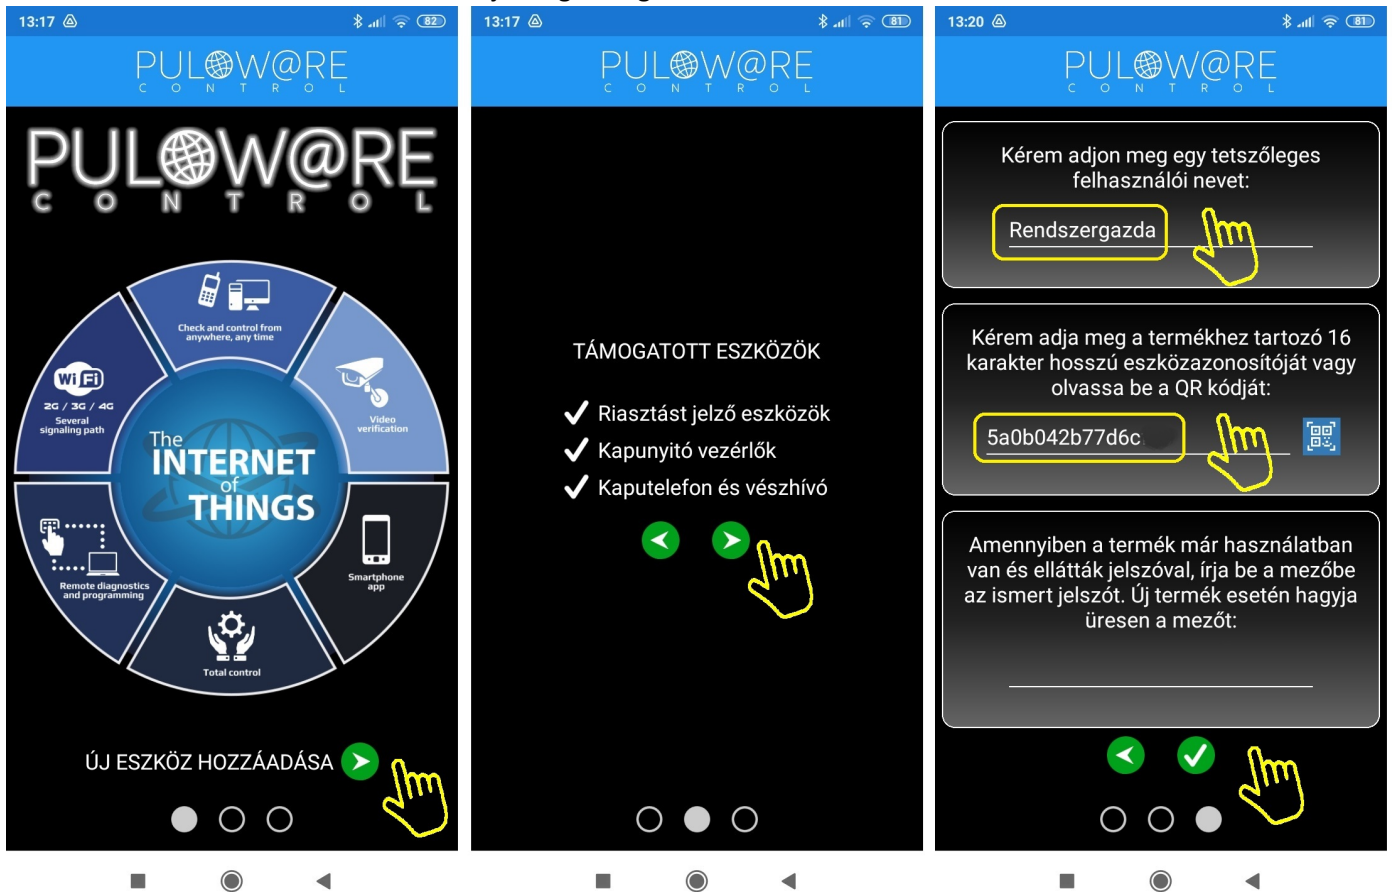 13:17
82
PULOW@RE
CONTROL
PULOW@RE
CONTROL
Check and control from
anywhere, any time
WiFi
2G / 3G / 4G
Several
signaling path
Video
verification
The
INTERNET
of
THINGS
Remote diagnostics
and programming
Smartphone
app
Total control
ÚJ ESZKÖZ HOZZÁADÁSA
13:17
81
PULOW@RE
CONTROL
TÁMOGATOTT ESZKÖZÖK
Riasztást jelző eszközök
Kapunyitó vezérlők
Kaputelefon és vészhívó
13:20
81
PULOW@RE
CONTROL
Kérem adjon meg egy tetszőleges
felhasználói nevet:
Rendszergazda
Kérem adja meg a termékhez tartozó 16
karakter hosszú eszközazonosítóját vagy
olvassa be a QR kódját:
5a0b042b77d6c
Amennyiben a termék már használatban
van és ellátták jelszóval, írja be a mezőbe
az ismert jelszót. Új termék esetén hagyja
üresen a mezőt: